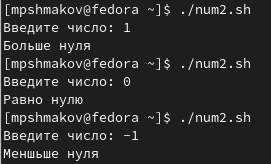 [mpshmakov@fedora ~]$ ./num2.sh
Введите число: 1
Больше нуля
[mpshmakov@fedora ~]$ ./num2.sh
Введите число: 0
Равно нулю
[mpshmakov@fedora ~]$ ./num2.sh
Введите число: -1
Меншьше нуля